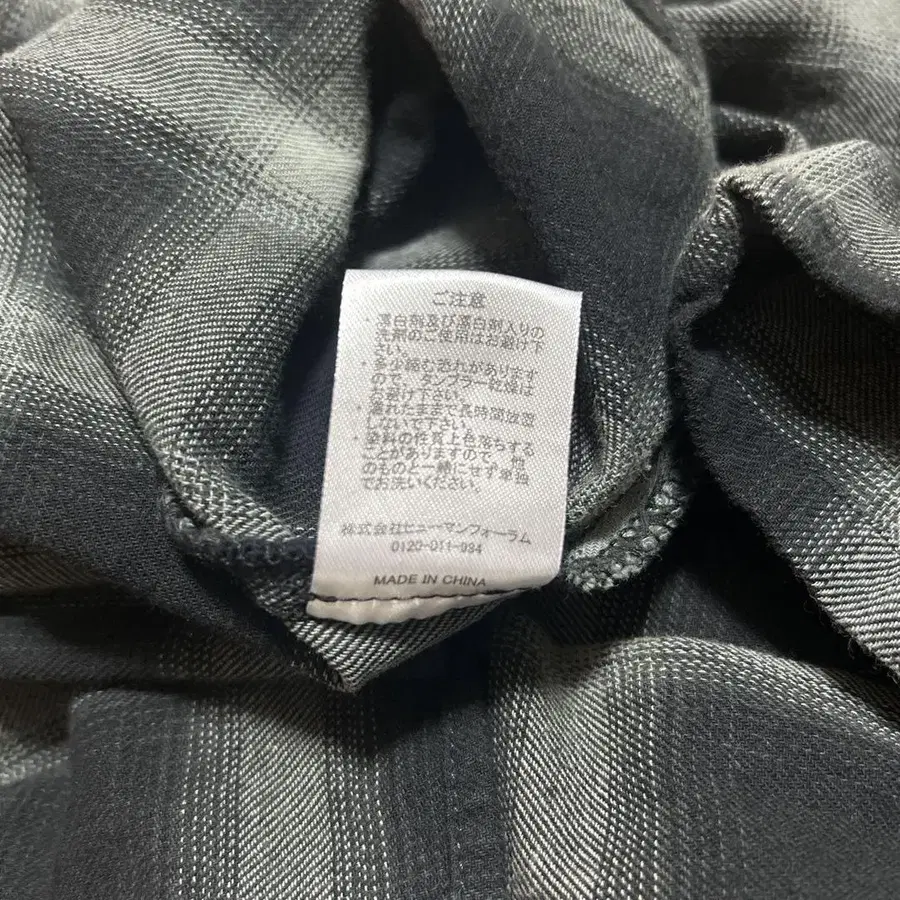 ご注意
・漂白剤及び漂白剤入りの
洗剤のご使用はお避け下
さい。
・多少縮む恐れがあります
ので、タンブラー乾燥は
お避け下さい。
・濡れたままで長時間放置
しないで下さい。
・染料の性質上色落ちする
ことがありますので、他
のものと一緒にせず単独
でお洗いください。
株式会社ヒューマンフォーラム
0120-011-934
MADE IN CHINA